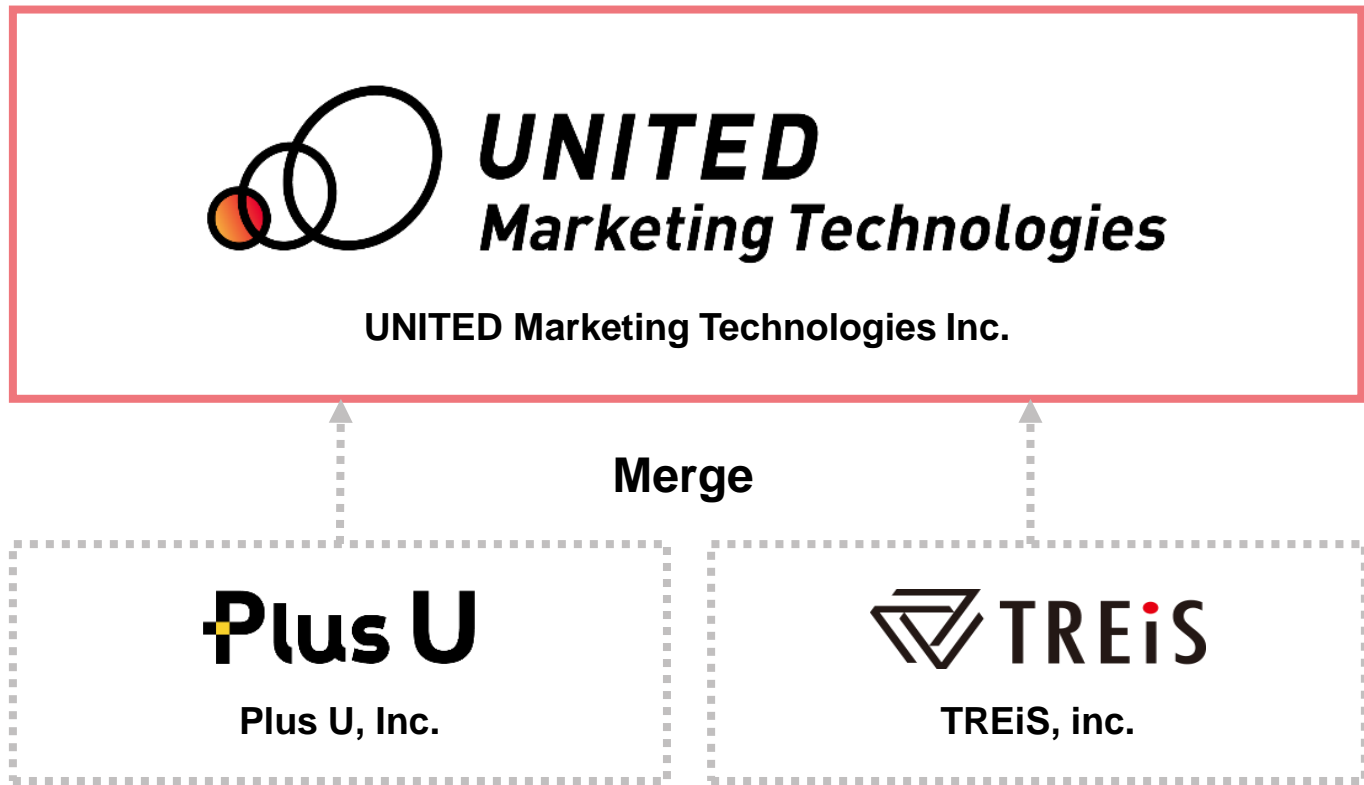 UNITED
Marketing Technologies
UNITED Marketing Technologies Inc.
Merge
Plus U
TREiS
Plus U, Inc.
TREiS, inc.